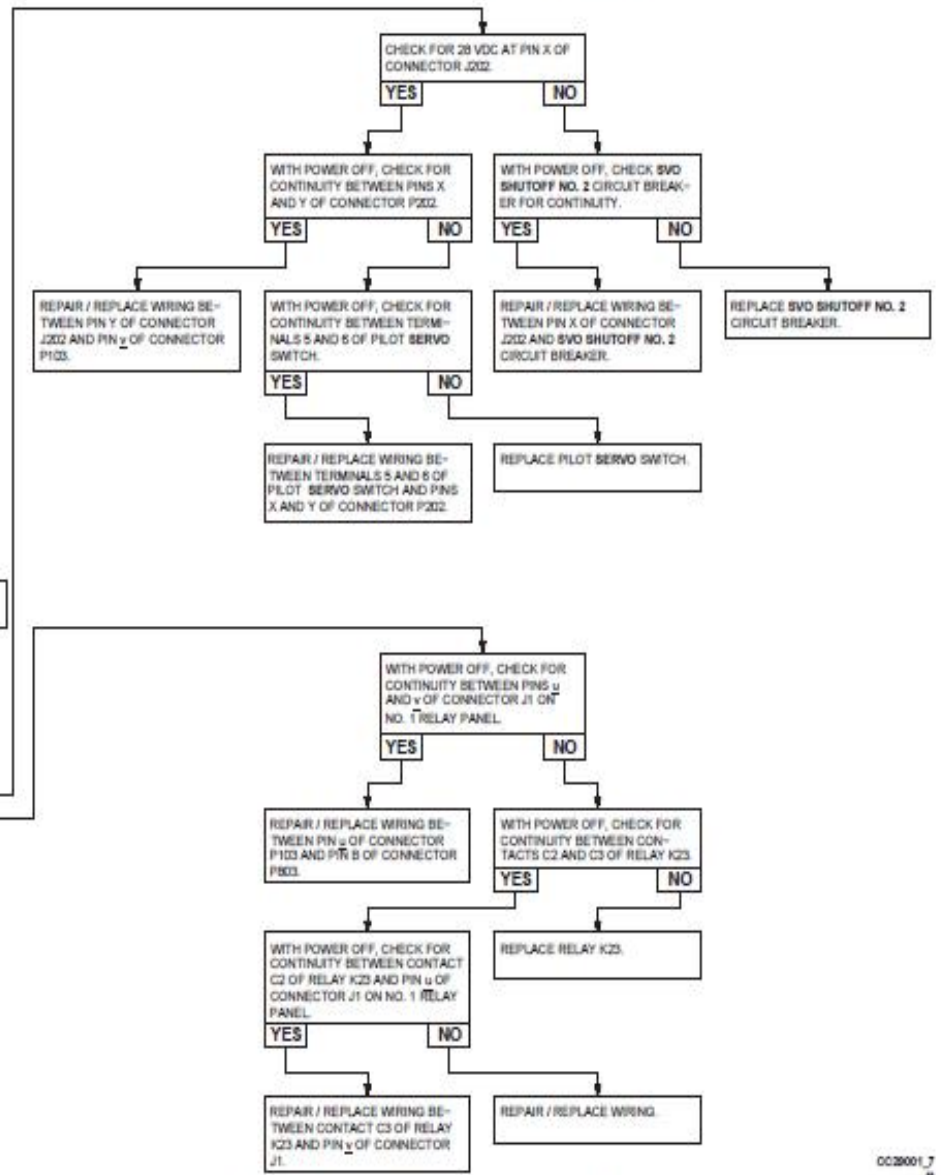 CHECK FOR 28 VDC AT PIN X OF
CONNECTOR J202.
YES
NO
WITH POWER OFF, CHECK FOR
CONTINUITY BETWEEN PINS X
AND Y OF CONNECTOR P202.
YES
NO
WITH POWER OFF, CHECK SVO
SHUTOFF NO. 2 CIRCUIT BREAK-
ER FOR CONTINUITY.
YES
NO
REPAIR / REPLACE WIRING BE-
TWEEN PIN Y OF CONNECTOR
J202 AND PIN v OF CONNECTOR
P103.
WITH POWER OFF, CHECK FOR
CONTINUITY BETWEEN TERMI-
NALS 5 AND 6 OF PILOT SERVO
SWITCH.
YES
NO
REPAIR / REPLACE WIRING BE-
TWEEN PIN X OF CONNECTOR
J202 AND SVO SHUTOFF NO. 2
CIRCUIT BREAKER.
REPLACE SVO SHUTOFF NO. 2
CIRCUIT BREAKER.
REPAIR / REPLACE WIRING BE-
TWEEN TERMINALS 5 AND 6 OF
PILOT SERVO SWITCH AND PINS
X AND Y OF CONNECTOR P202.
REPLACE PILOT SERVO SWITCH.
WITH POWER OFF, CHECK FOR
CONTINUITY BETWEEN PINS u
AND v OF CONNECTOR J1 ON
NO. 1 RELAY PANEL.
YES
NO
REPAIR / REPLACE WIRING BE-
TWEEN PIN u OF CONNECTOR
P103 AND PIN B OF CONNECTOR
P803.
WITH POWER OFF, CHECK FOR
CONTINUITY BETWEEN CON-
TACTS C2 AND C3 OF RELAY K23.
YES
NO
WITH POWER OFF, CHECK FOR
CONTINUITY BETWEEN CONTACT
C2 OF RELAY K23 AND PIN u OF
CONNECTOR J1 ON NO. 1 RELAY
PANEL.
YES
NO
REPLACE RELAY K23.
REPAIR / REPLACE WIRING BE-
TWEEN CONTACT C3 OF RELAY
K23 AND PIN v OF CONNECTOR
J1.
REPAIR / REPLACE WIRING.